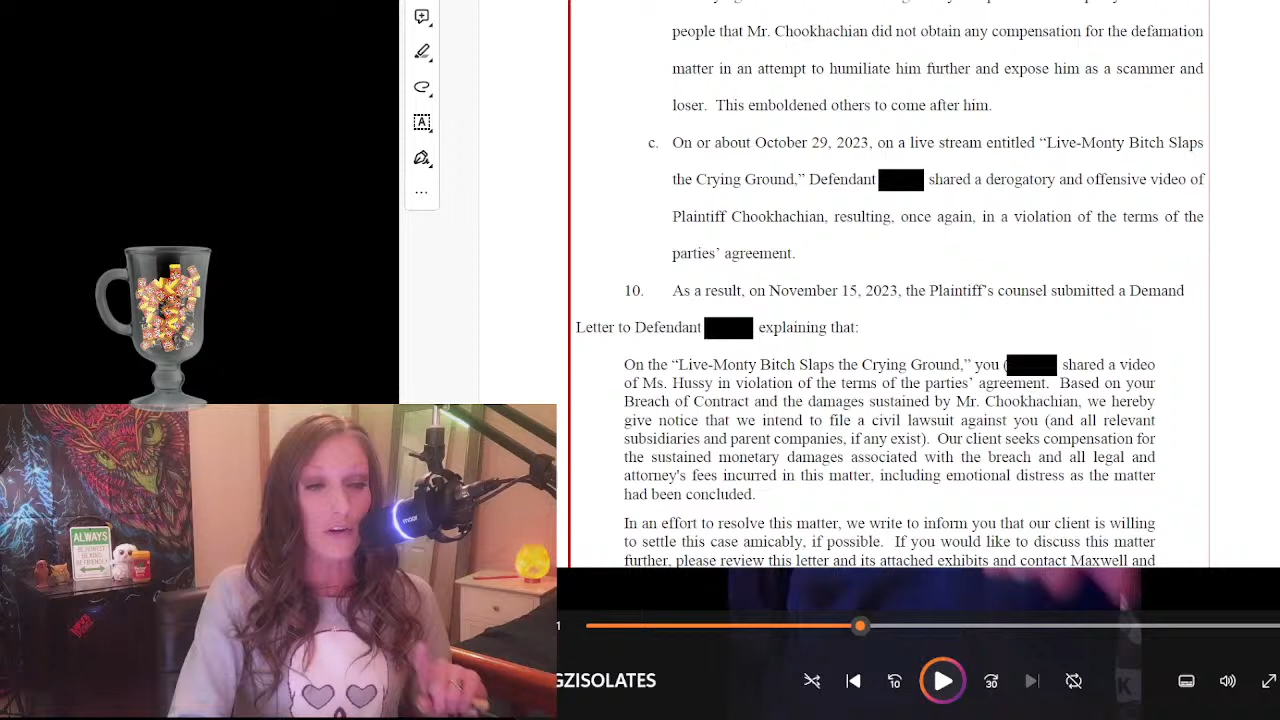 people that Mr. Chookhachian did not obtain any compensation for the defamation
matter in an attempt to humiliate him further and expose him as a scammer and
loser. This emboldened others to come after him.
c. On or about October 29, 2023, on a live stream entitled “Live-Monty Bitch Slaps
the Crying Ground,” Defendant shared a derogatory and offensive video of
Plaintiff Chookhachian, resulting, once again, in a violation of the terms of the
parties’ agreement.
10. As a result, on November 15, 2023, the Plaintiff’s counsel submitted a Demand
Letter to Defendant explaining that:
On the “Live-Monty Bitch Slaps the Crying Ground,” you ( shared a video
of Ms. Hussy in violation of the terms of the parties’ agreement. Based on your
Breach of Contract and the damages sustained by Mr. Chookhachian, we hereby
give notice that we intend to file a civil lawsuit against you (and all relevant
subsidiaries and parent companies, if any exist). Our client seeks compensation for
the sustained monetary damages associated with the breach and all legal and
attorney's fees incurred in this matter, including emotional distress as the matter
had been concluded.
In an effort to resolve this matter, we write to inform you that our client is willing
to settle this case amicably, if possible. If you would like to discuss this matter
further, please review this letter and its attached exhibits and contact Maxwell and
ALWAYS
moor
GZISOLATES
10
30
K